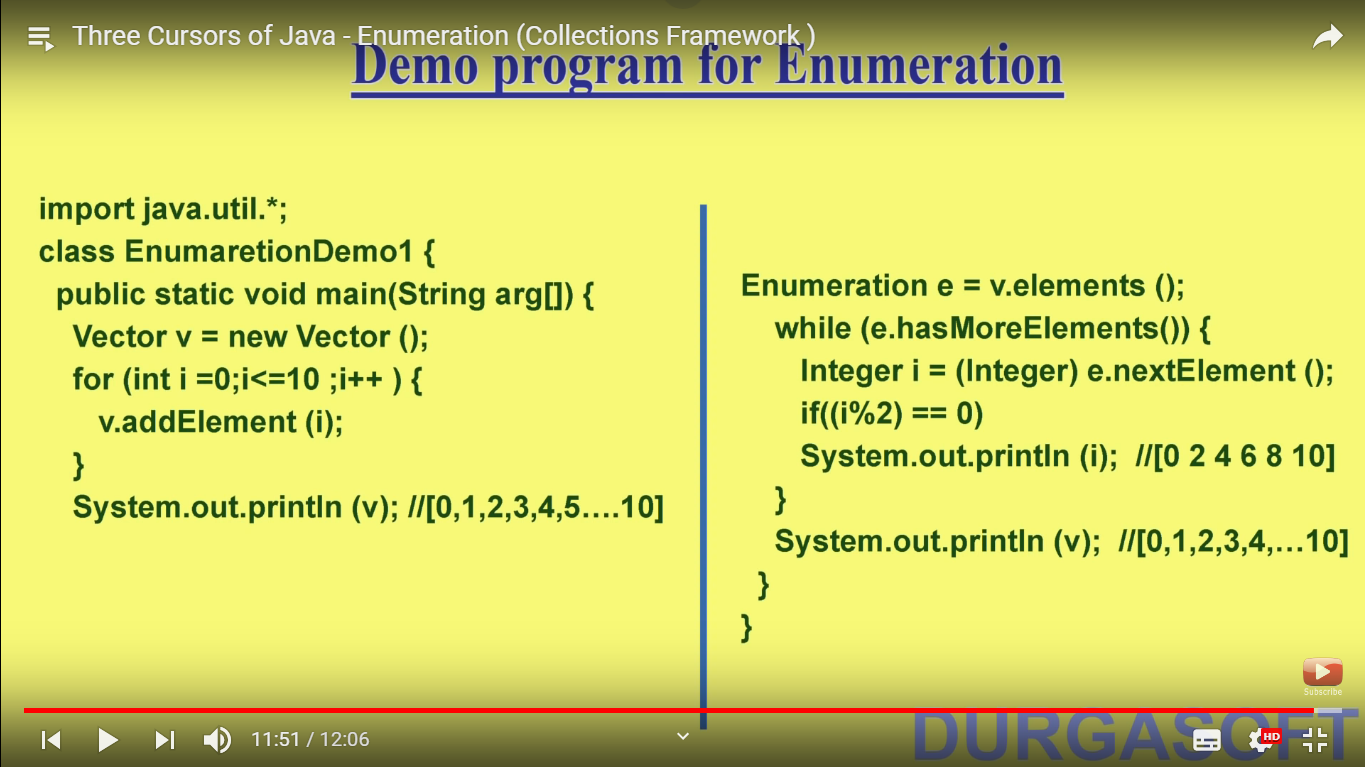 Three Cursors of Java - Enumeration (Collections Framework )
Demo program for Enumeration
import java.util.*;
class EnumaretionDemo1 {
public static void main(String arg[]) {
Vector v = new Vector ();
for (int i =0;i<=10 ;i++ ) {
v.addElement (i);
}
System.out.println (v); //[0,1,2,3,4,5....10]
Enumeration e = v.elements ();
while (e.hasMoreElements()) {
Integer i = (Integer) e.nextElement ();
if((i%2) == 0)
System.out.println (i); //[0 2 4 6 8 10]
}
System.out.println (v); //[0,1,2,3,4,...10]
}
}
Subscribe
DURGASOFT
11:51 / 12:06
HD